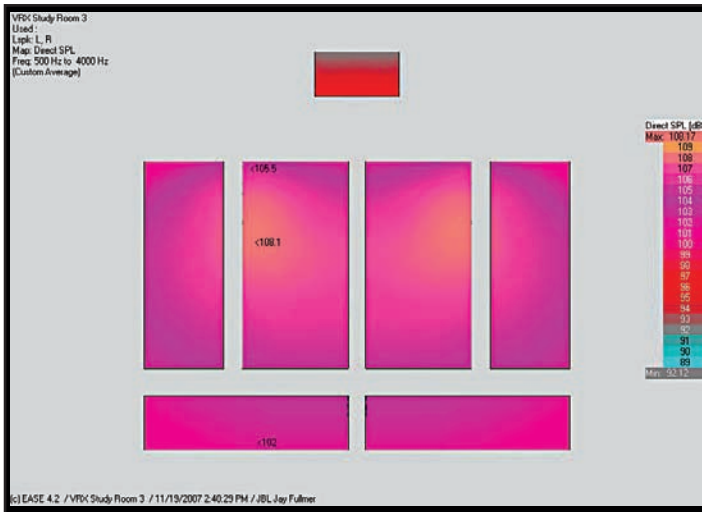 VRX Study Room 3
Used :
Lspk: L, R
Map: Direct SPL
Freq: 500 Hz to 4000 Hz
(Custom Average)
Direct SPL [dB
Max: 108.17
109
108
107
106
105
104
103
102
101
100
99
98
97
96
95
94
93
92
91
90
89
Min: 92.12
<105.5
<108.1
<102
(c) EASE 4.2 / VRX Study Room 3 / 11/19/2007 2:40:29 PM / JBL Jay Fullmer